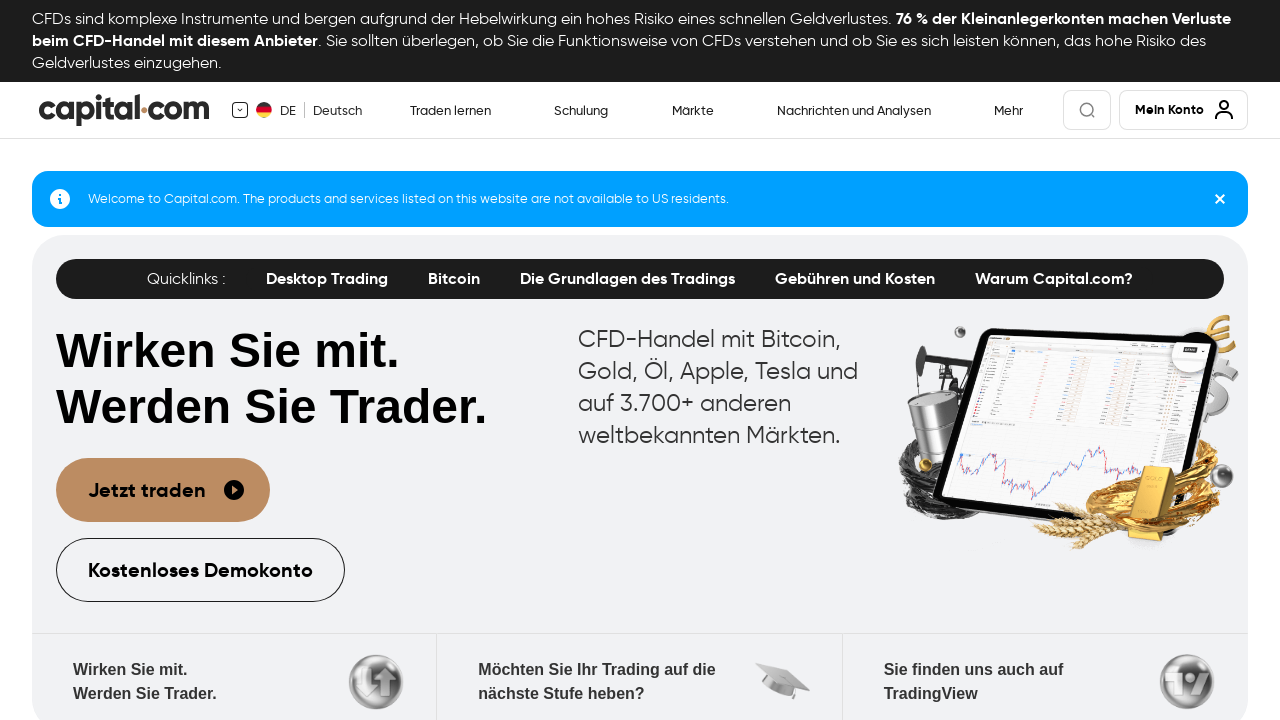 CFDs sind komplexe Instrumente und bergen aufgrund der Hebelwirkung ein hohes Risiko eines schnellen Geldverlustes. 76 % der Kleinanlegerkonten machen Verluste
beim CFD-Handel mit diesem Anbieter. Sie sollten überlegen, ob Sie die Funktionsweise von CFDs verstehen und ob Sie es sich leisten können, das hohe Risiko des
Geldverlustes einzugehen.
capital.com DE Deutsch Traden lernen Schulung Märkte Nachrichten und Analysen Mehr Mein Konto
Welcome to Capital.com. The products and services listed on this website are not available to US residents.
Quicklinks : Desktop Trading Bitcoin Die Grundlagen des Tradings Gebühren und Kosten Warum Capital.com?
Wirken Sie mit.
Werden Sie Trader.
CFD-Handel mit Bitcoin,
Gold, Öl, Apple, Tesla und
auf 3.700+ anderen
weltbekannten Märkten.
Jetzt traden
Kostenloses Demokonto
Wirken Sie mit.
Werden Sie Trader.
Möchten Sie Ihr Trading auf die
nächste Stufe heben?
Sie finden uns auch auf
TradingView